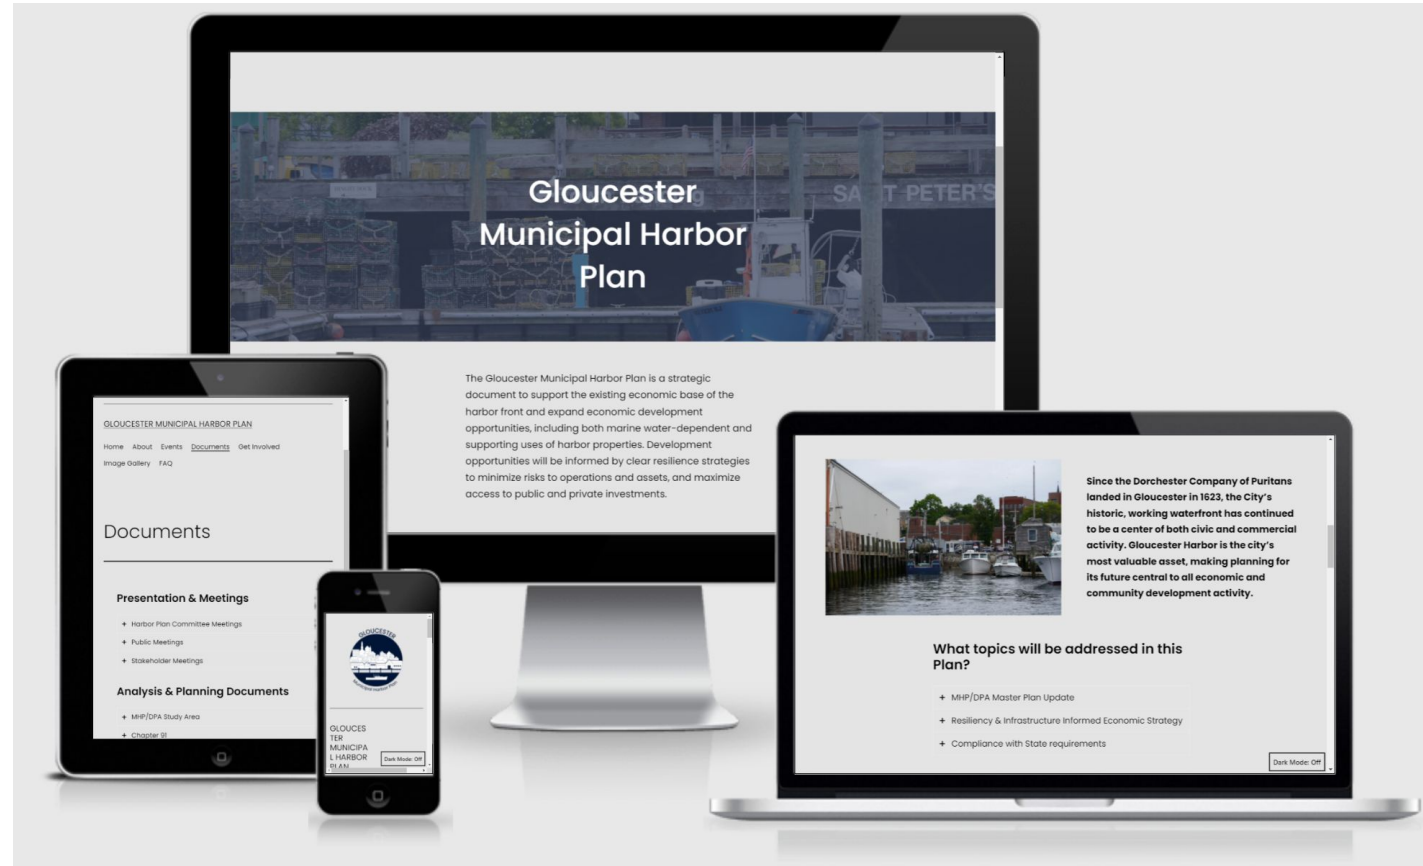 Gloucester
Municipal Harbor
Plan
SAINT PETER'S
The Gloucester Municipal Harbor Plan is a strategic
document to support the existing economic base of the
harbor front and expand economic development
opportunities, including both marine water-dependent and
supporting uses of harbor properties. Development
opportunities will be informed by clear resilience strategies
to minimize risks to operations and assets, and maximize
access to public and private investments.
GLOUCESTER MUNICIPAL HARBOR PLAN
Home About Events Documents Get Involved
Image Gallery FAQ
Documents
Presentation & Meetings
+ Harbor Plan Committee Meetings
+ Public Meetings
+ Stakeholder Meetings
Analysis & Planning Documents
+ MHP/DPA Study Area
+ Chapter 91
GLOUCESTER
Municipal Harbor Plan
GLOUCES
TER
MUNICIPA
L HARBOR
PLAN
Dark Mode: Off
Since the Dorchester Company of Puritans
landed in Gloucester in 1623, the City's
historic, working waterfront has continued
to be a center of both civic and commercial
activity. Gloucester Harbor is the city's
most valuable asset, making planning for
its future central to all economic and
community development activity.
What topics will be addressed in this
Plan?
+ MHP/DPA Master Plan Update
+ Resiliency & Infrastructure Informed Economic Strategy
+ Compliance with State requirements
Dark Mode: Off